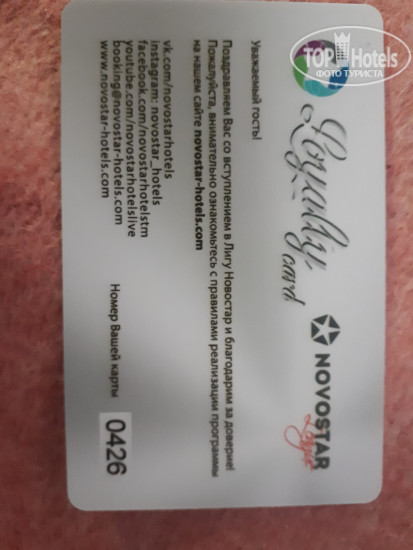 TOP Hotels
ФОТО ТУРИСТА
Loyalty
card
NOVOSTAR
Уважаемый гость!
Поздравляем Вас со вступлением в Лигу Новостар и благодарим за доверие!
Пожалуйста, внимательно ознакомьтесь с правилами реализации программы
на нашем сайте novostar-hotels.com
vk.com/novostarhotels
instagram: novostar_hotels
facebook.com/novostarhotelstm
youtube.com/novostarhotelslive
booking@novostar-hotels.com
www.novostar-hotels.com
Номер Вашей карты
0426